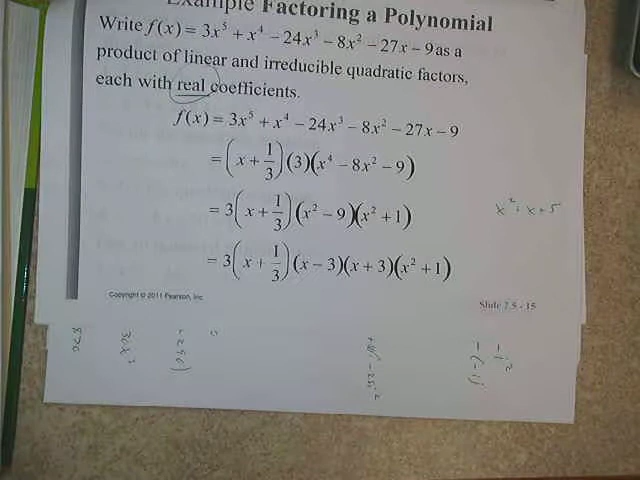 Example Factoring a Polynomial
Write f(x) = 3x⁵ + x⁴ − 24x³ − 8x² − 27x − 9 as a
product of linear and irreducible quadratic factors,
each with real coefficients.
f(x) = 3x⁵ + x⁴ − 24x³ − 8x² − 27x − 9
= (x + 1/3)(3)(x⁴ − 8x² − 9)
= 3(x + 1/3)(x² − 9)(x² + 1)
= 3(x + 1/3)(x − 3)(x + 3)(x² + 1)
Copyright © 2011 Pearson, Inc.
Slide 2.5 - 15
-i²
-(-1)